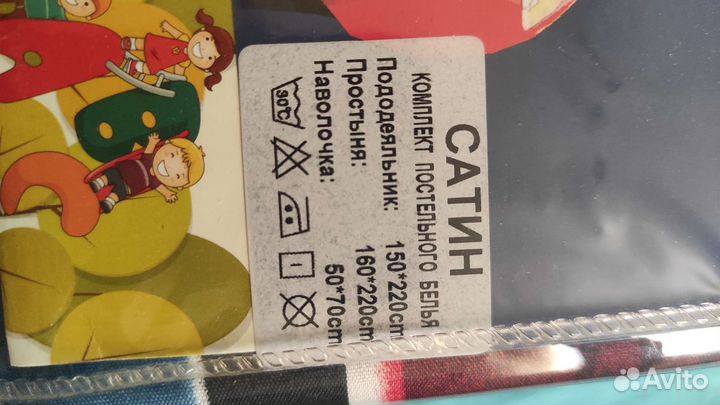 САТИН
КОМПЛЕКТ ПОСТЕЛЬНОГО БЕЛЬЯ
Пододеяльник: 150*220cm
Простыня: 160*220cm
Наволочка: 50*70cm
30℃
Avito